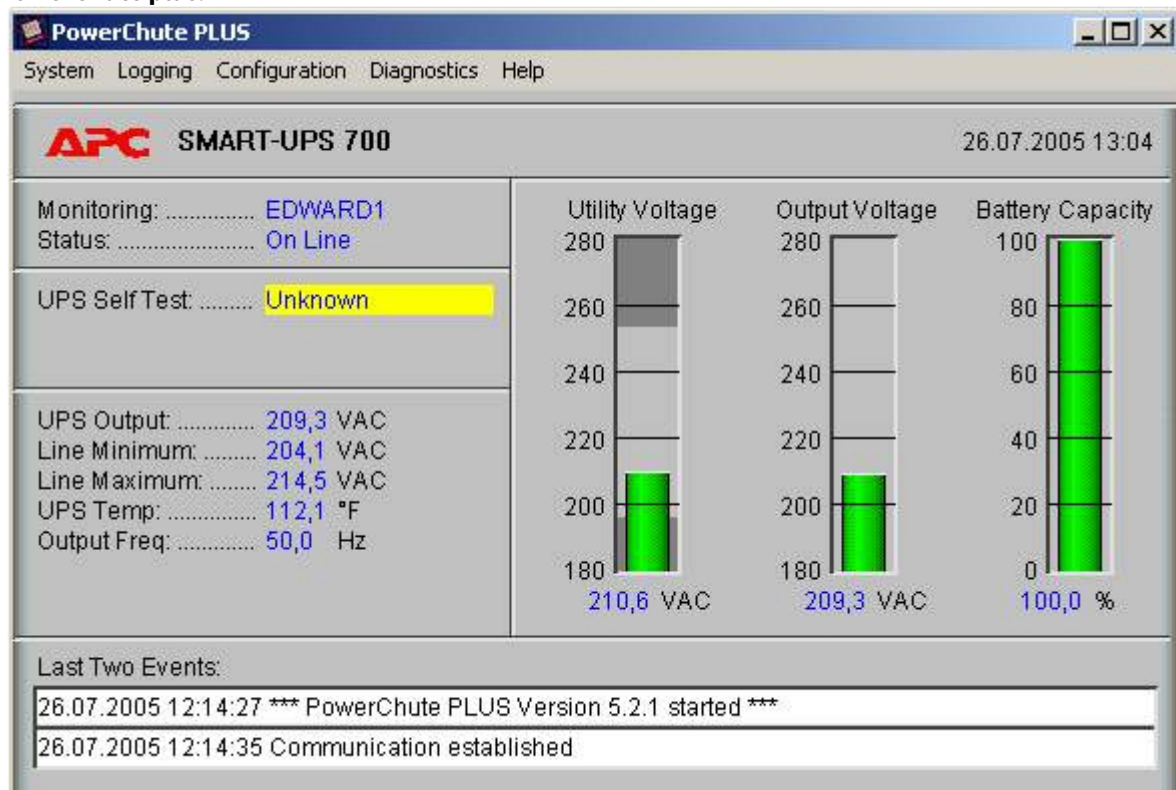 PowerChute PLUS
System Logging Configuration Diagnostics Help
APC SMART-UPS 700
26.07.2005 13:04
Monitoring: .............. EDWARD1
Status: ...................... On Line
UPS Self Test: ......... Unknown
UPS Output: ............. 209,3 VAC
Line Minimum: ......... 204,1 VAC
Line Maximum: ........ 214,5 VAC
UPS Temp: ............... 112,1 °F
Output Freq: ............. 50,0 Hz
Utility Voltage
280
260
240
220
200
180
210,6 VAC
Output Voltage
280
260
240
220
200
180
209,3 VAC
Battery Capacity
100
80
60
40
20
0
100,0 %
Last Two Events:
26.07.2005 12:14:27 *** PowerChute PLUS Version 5.2.1 started ***
26.07.2005 12:14:35 Communication established